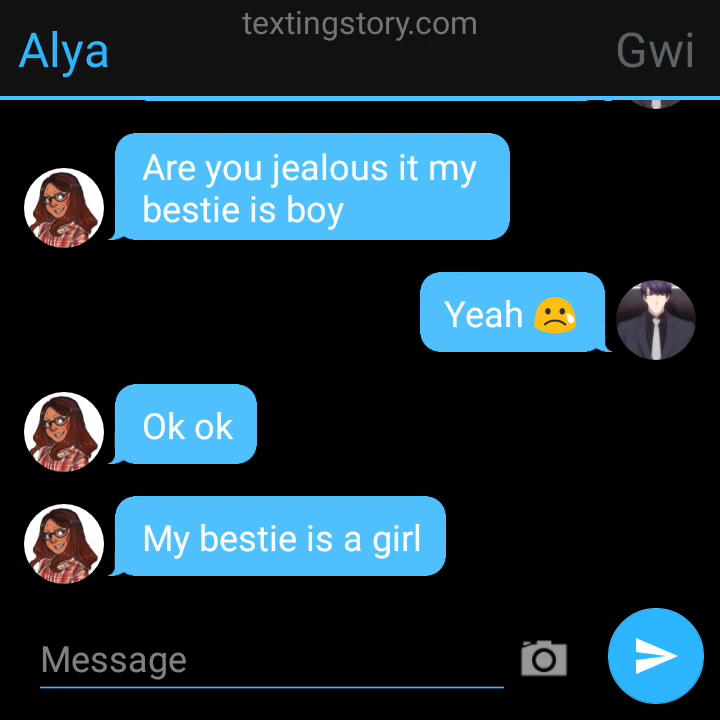 textingstory.com
Alya
Gwi
Are you jealous it my
bestie is boy
Yeah 😢
Ok ok
My bestie is a girl
Message